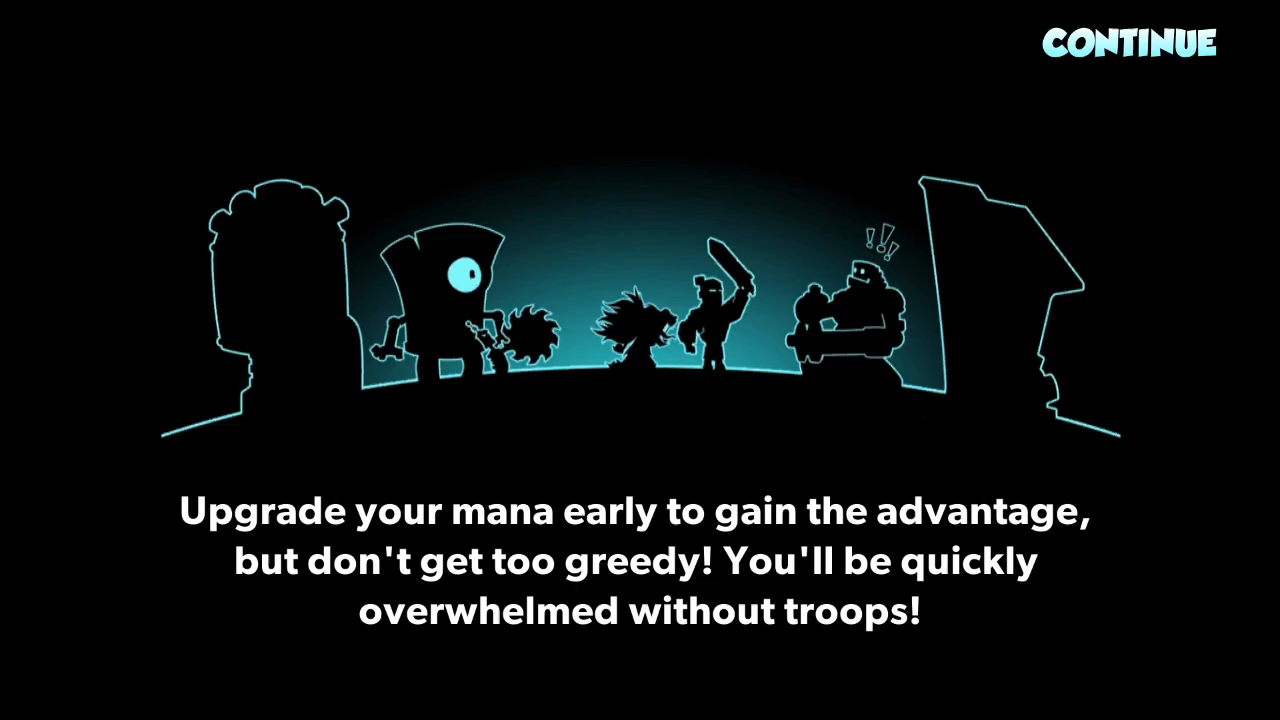 CONTINUE
Upgrade your mana early to gain the advantage,
but don't get too greedy! You'll be quickly
overwhelmed without troops!